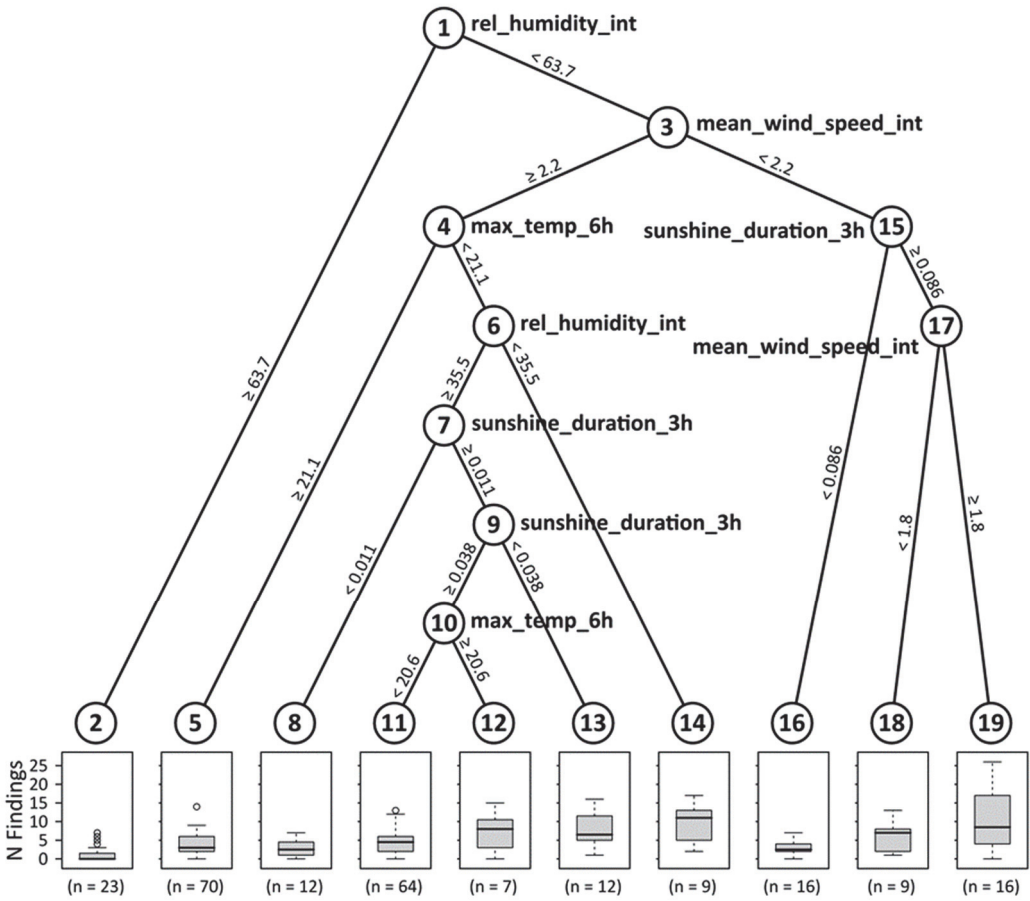 1 rel_humidity_int
< 63.7
3 mean_wind_speed_int
≥ 2.2
< 2.2
4 max_temp_6h
sunshine_duration_3h 15
< 21.1
≥ 0.086
6 rel_humidity_int
17
mean_wind_speed_int
≥ 63.7
≥ 35.5
< 35.5
7 sunshine_duration_3h
≥ 21.1
≥ 0.011
< 0.086
≥ 1.8
9 sunshine_duration_3h
< 1.8
< 0.011
≥ 0.038
< 0.038
10 max_temp_6h
< 20.6
≥ 20.6
2 5 8 11 12 13 14 16 18 19
N Findings
25
20
15
10
5
0
(n = 23) (n = 70) (n = 12) (n = 64) (n = 7) (n = 12) (n = 9) (n = 16) (n = 9) (n = 16)